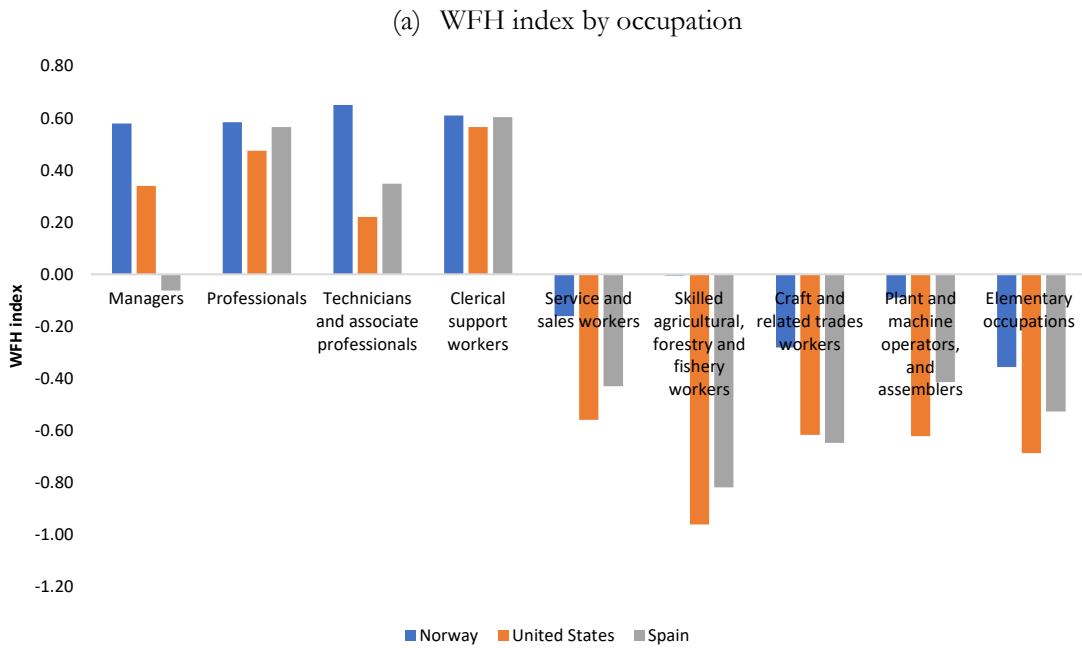 (a) WFH index by occupation
0.80
0.60
0.40
0.20
0.00
-0.20
-0.40
-0.60
-0.80
-1.00
-1.20
WFH index
Managers
Professionals
Technicians
and associate
professionals
Clerical
support
workers
Service and
sales workers
Skilled
agricultural,
forestry and
fishery
workers
Craft and
related trades
workers
Plant and
machine
operators,
and
assemblers
Elementary
occupations
Norway United States Spain